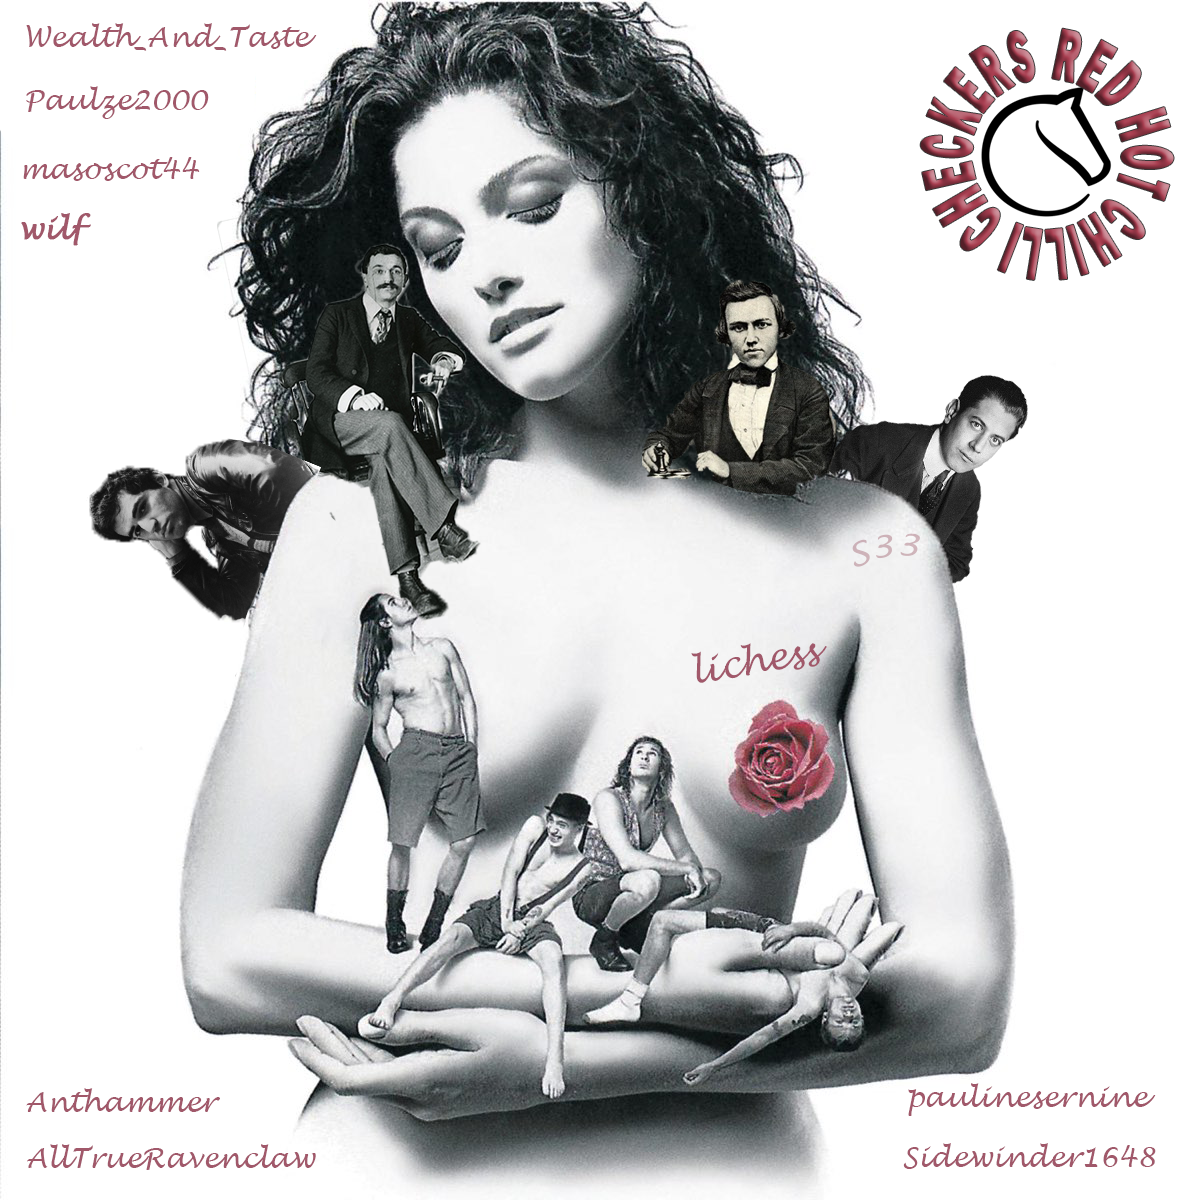 Wealth_And_Taste
Paulze2000
masoscot44
wilf
RED HOT CHILLI CHECKERS
S33
lichess
Anthammer
AllTrueRavenclaw
paulinesernine
Sidewinder1648